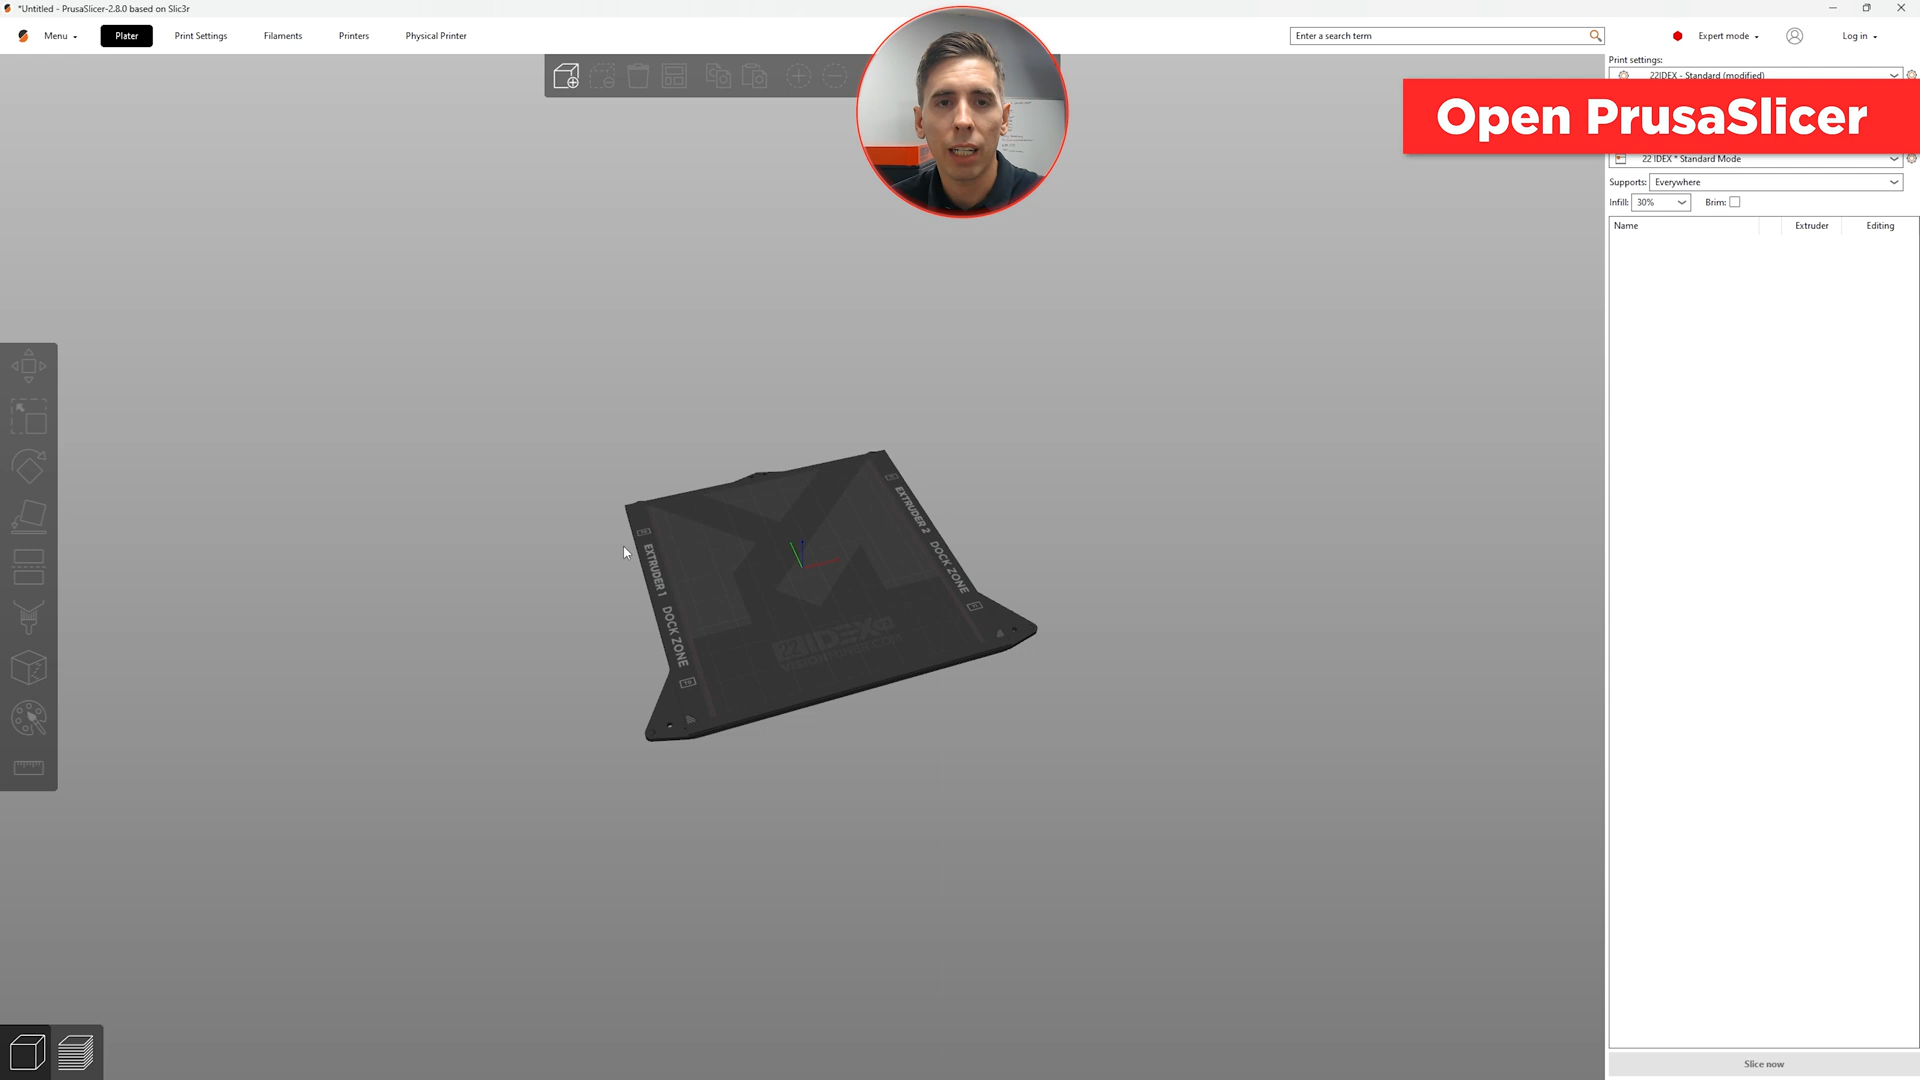 *Untitled - PrusaSlicer-2.8.0 based on Slic3r
Menu
Plater
Print Settings
Filaments
Printers
Physical Printer
Enter a search term
Expert mode
Log in
Print settings:
22IDEX - Standard (modified)
Open PrusaSlicer
22 IDEX * Standard Mode
Supports: Everywhere
Infill: 30% Brim:
Name Extruder Editing
EXTRUDER 1 DOCK ZONE
EXTRUDER 2 DOCK ZONE
22 IDEX
Slice now